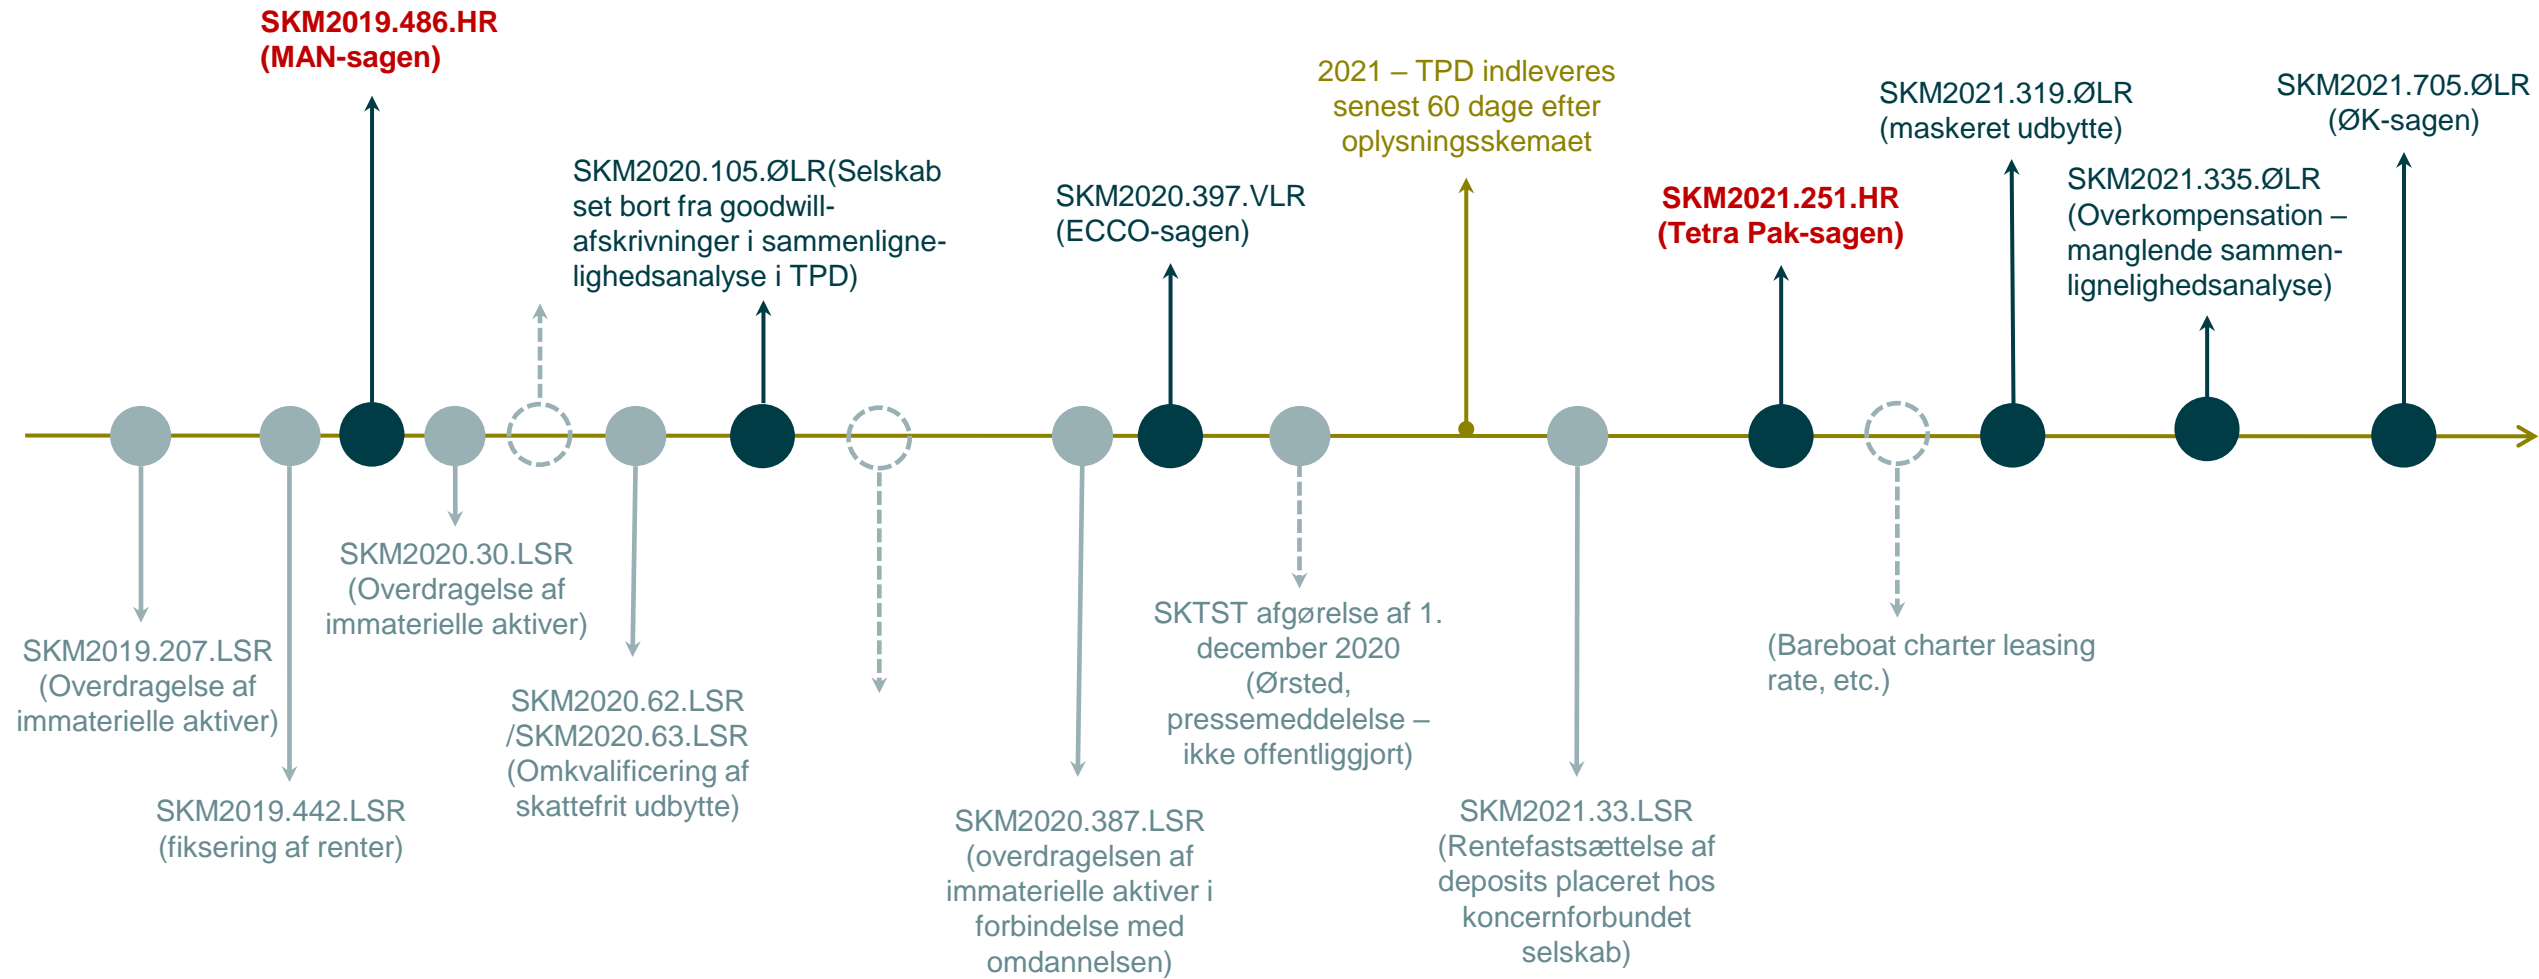 SKM2019.486.HR
(MAN-sagen)
SKM2020.105.ØLR(Selskab
set bort fra goodwill-
afskrivninger i sammenligne-
lighedsanalyse i TPD)
SKM2020.397.VLR
(ECCO-sagen)
2021 – TPD indleveres
senest 60 dage efter
oplysningsskemaet
SKM2021.251.HR
(Tetra Pak-sagen)
SKM2021.319.ØLR
(maskeret udbytte)
SKM2021.335.ØLR
(Overkompensation –
manglende sammen-
lignelighedsanalyse)
SKM2021.705.ØLR
(ØK-sagen)
SKM2019.207.LSR
(Overdragelse af
immaterielle aktiver)
SKM2019.442.LSR
(fiksering af renter)
SKM2020.30.LSR
(Overdragelse af
immaterielle aktiver)
SKM2020.62.LSR
/SKM2020.63.LSR
(Omkvalificering af
skattefrit udbytte)
SKM2020.387.LSR
(overdragelsen af
immaterielle aktiver i
forbindelse med
omdannelsen)
SKTST afgørelse af 1.
december 2020
(Ørsted,
pressemeddelelse –
ikke offentliggjort)
SKM2021.33.LSR
(Rentefastsættelse af
deposits placeret hos
koncernforbundet
selskab)
(Bareboat charter leasing
rate, etc.)